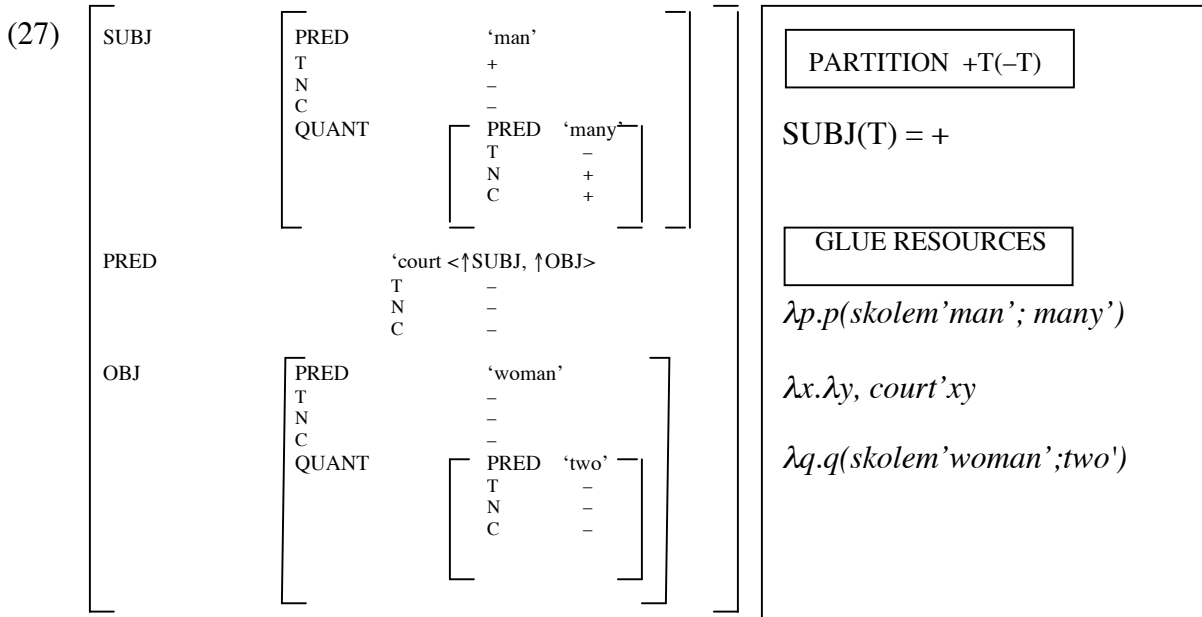 (27)
SUBJ PRED ‘man’
T +
N –
C –
QUANT PRED ‘many’
T –
N +
C +
PRED ‘court <↑SUBJ, ↑OBJ>
T –
N –
C –
OBJ PRED ‘woman’
T –
N –
C –
QUANT PRED ‘two’
T –
N –
C –
PARTITION +T(–T)
SUBJ(T) = +
GLUE RESOURCES
λp.p(skolem’man’; many’)
λx.λy, court’xy
λq.q(skolem’woman’;two')